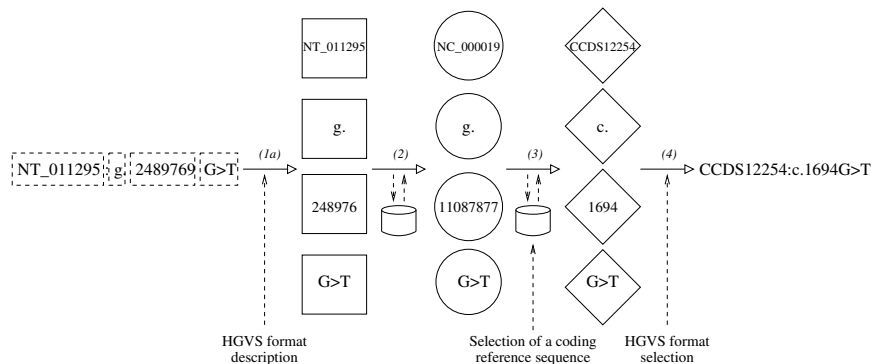 NT_011295
NC_000019
CCDS12254
g.
g.
c.
NT_011295 : g. 2489769 G>T
(1a)
(2)
(3)
(4)
CCDS12254:c.1694G>T
248976
11087877
1694
G>T
G>T
G>T
HGVS format
description
Selection of a coding
reference sequence
HGVS format
selection